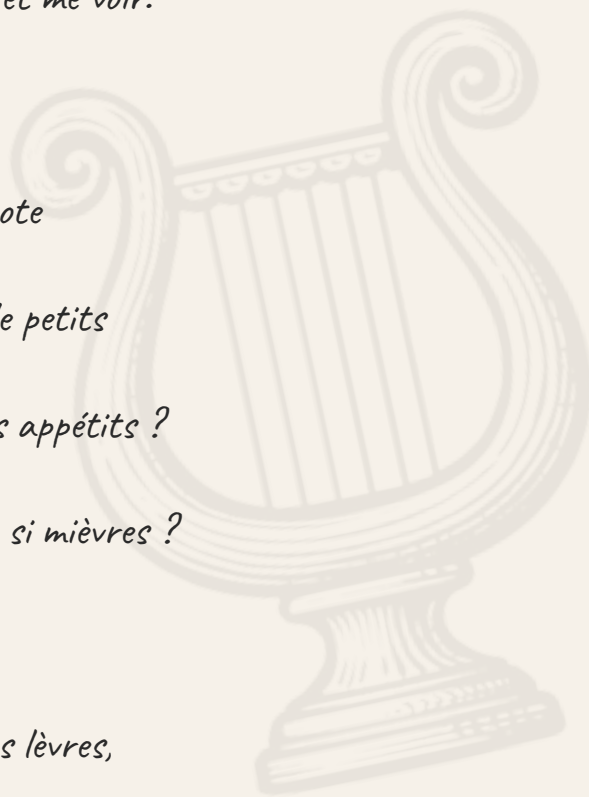 et me voir.
ote
e petits
s appétits ?
si mièvres ?
s lèvres,